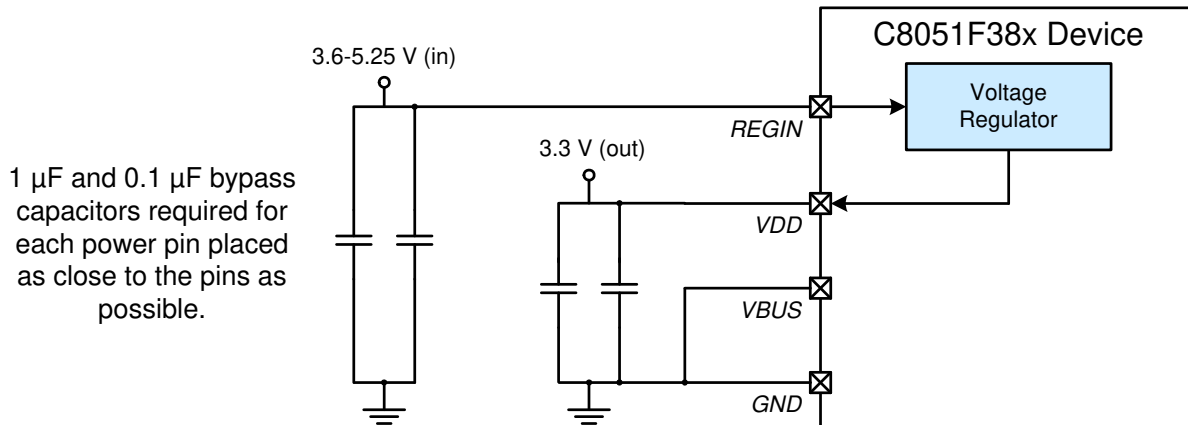 C8051F38x Device
3.6-5.25 V (in)
Voltage
Regulator
REGIN
3.3 V (out)
1 μF and 0.1 μF bypass
capacitors required for
each power pin placed
as close to the pins as
possible.
VDD
VBUS
GND